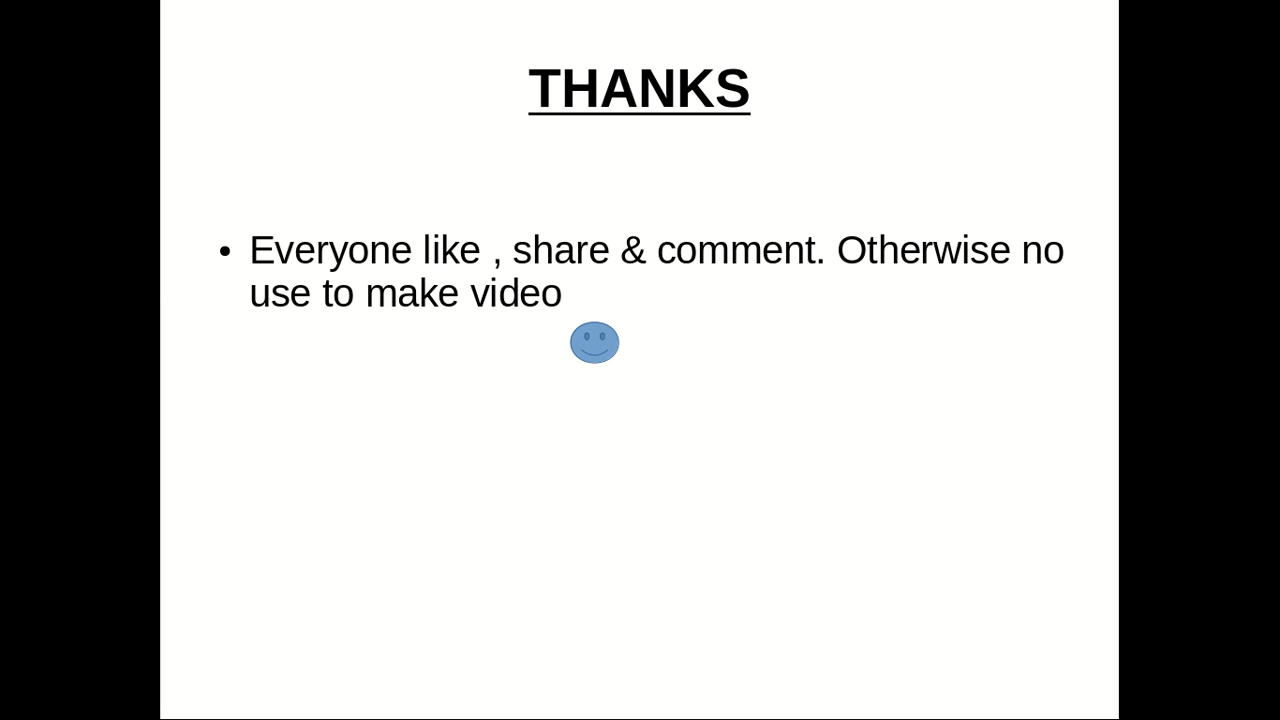 THANKS
• Everyone like , share & comment. Otherwise no
use to make video